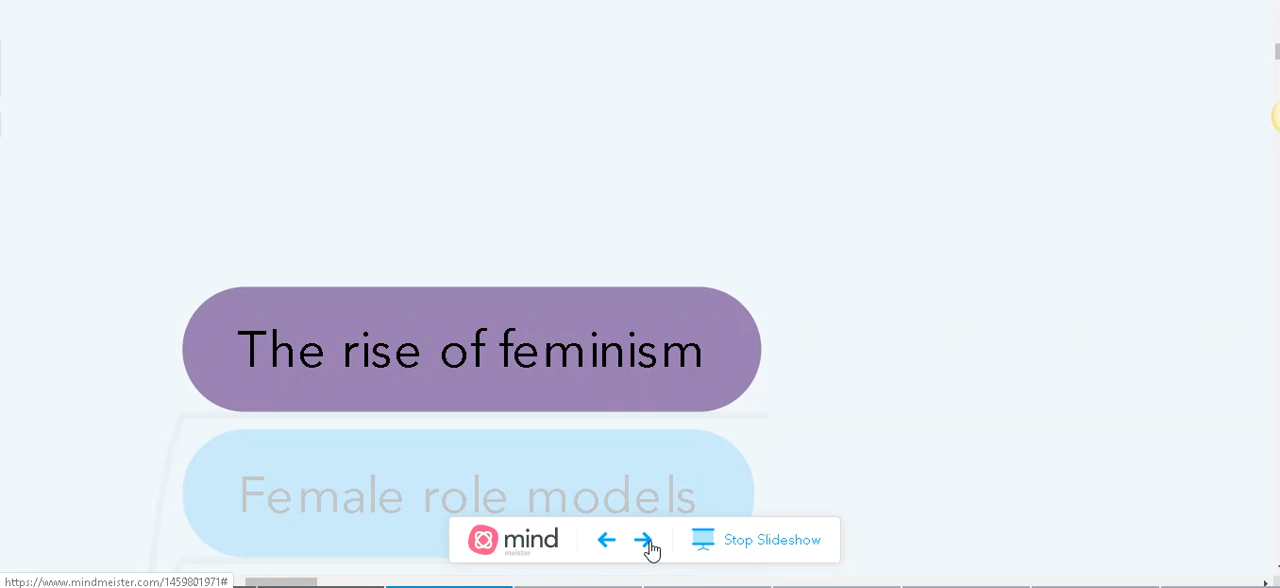 The rise of feminism
Female role models
mind
meister
Stop Slideshow
https://www.mindmeister.com/1459801971#